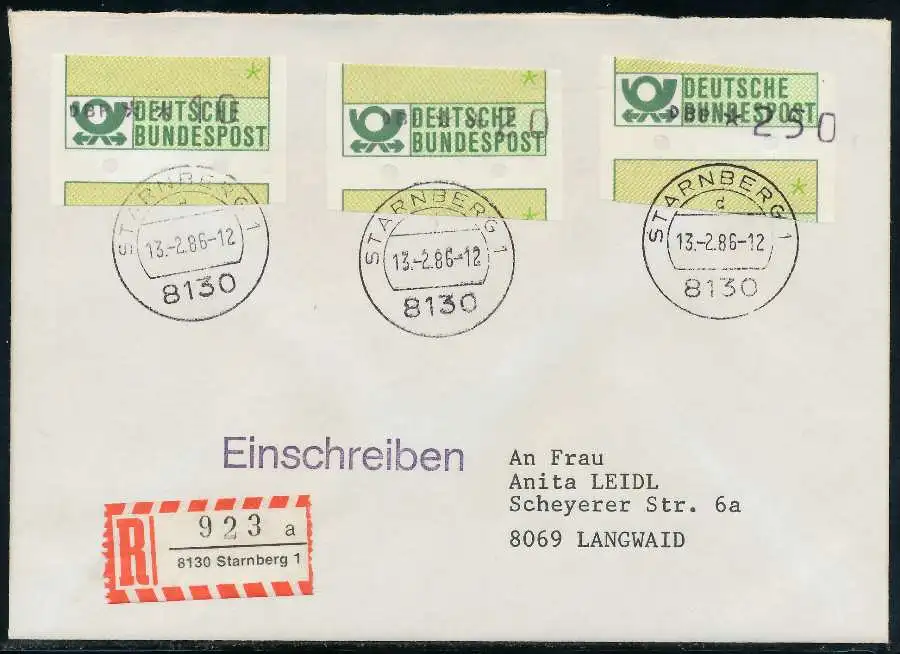 DEUTSCHE
BUNDESPOST
DEUTSCHE
BUNDESPOST
DEUTSCHE
BUNDESPOST
DBP * 250
STARNBERG 1
d
13.-2.86-12
8130
STARNBERG 1
13.-2.86-12
8130
STARNBERG 1
d
13.-2.86-12
8130
Einschreiben
An Frau
Anita LEIDL
Scheyerer Str. 6a
8069 LANGWAID
R
923 a
8130 Starnberg 1